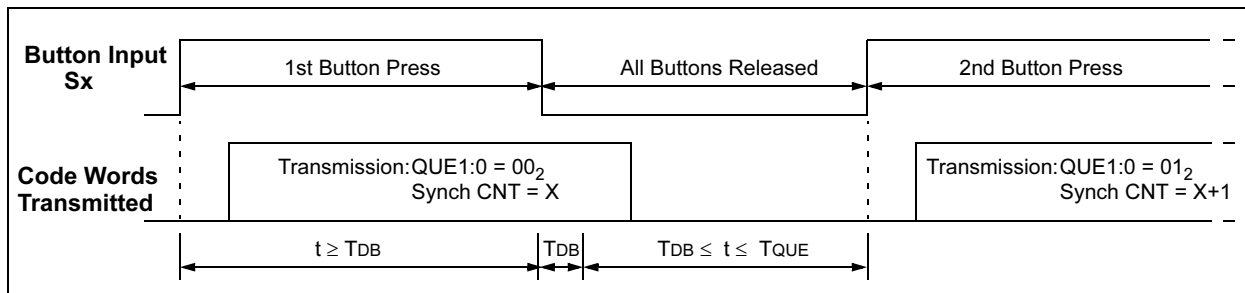 Button Input
Sx
1st Button Press
All Buttons Released
2nd Button Press
Code Words
Transmitted
Transmission: QUE1:0 = 00₂
Synch CNT = X
Transmission: QUE1:0 = 01₂
Synch CNT = X+1
t ≥ TDB
TDB
TDB ≤ t ≤ TQUE